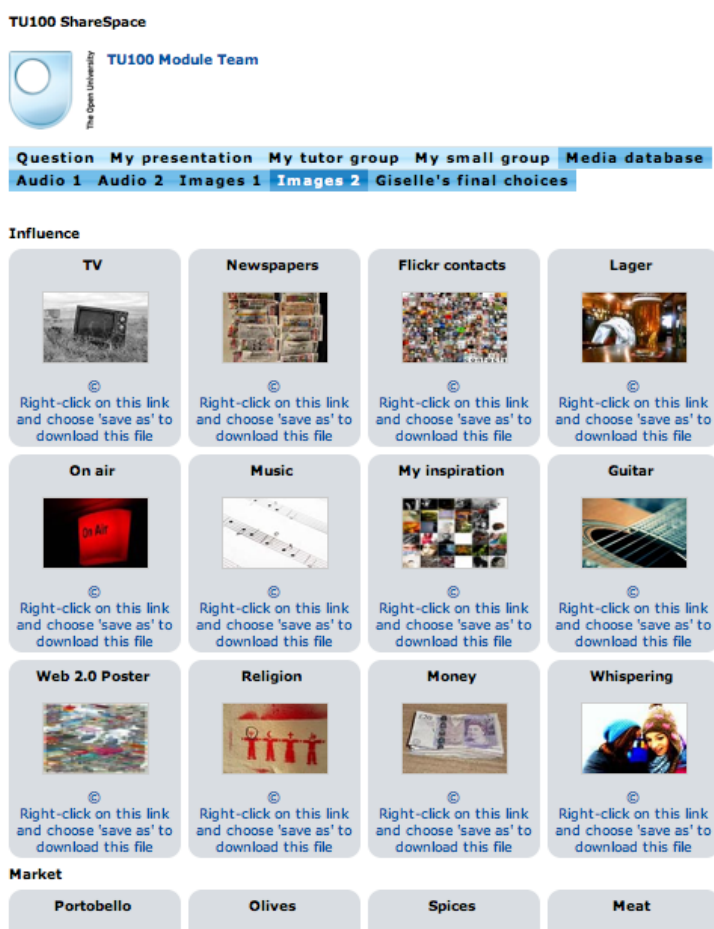 TU100 ShareSpace
The Open University
TU100 Module Team
Question My presentation My tutor group My small group Media database
Audio 1 Audio 2 Images 1 Images 2 Giselle's final choices
Influence
TV Newspapers Flickr contacts Lager
© © © ©
Right-click on this link Right-click on this link Right-click on this link Right-click on this link
and choose 'save as' to and choose 'save as' to and choose 'save as' to and choose 'save as' to
download this file download this file download this file download this file
On air Music My inspiration Guitar
On Air
© © © ©
Right-click on this link Right-click on this link Right-click on this link Right-click on this link
and choose 'save as' to and choose 'save as' to and choose 'save as' to and choose 'save as' to
download this file download this file download this file download this file
Web 2.0 Poster Religion Money Whispering
£20
© © © ©
Right-click on this link Right-click on this link Right-click on this link Right-click on this link
and choose 'save as' to and choose 'save as' to and choose 'save as' to and choose 'save as' to
download this file download this file download this file download this file
Market
Portobello Olives Spices Meat